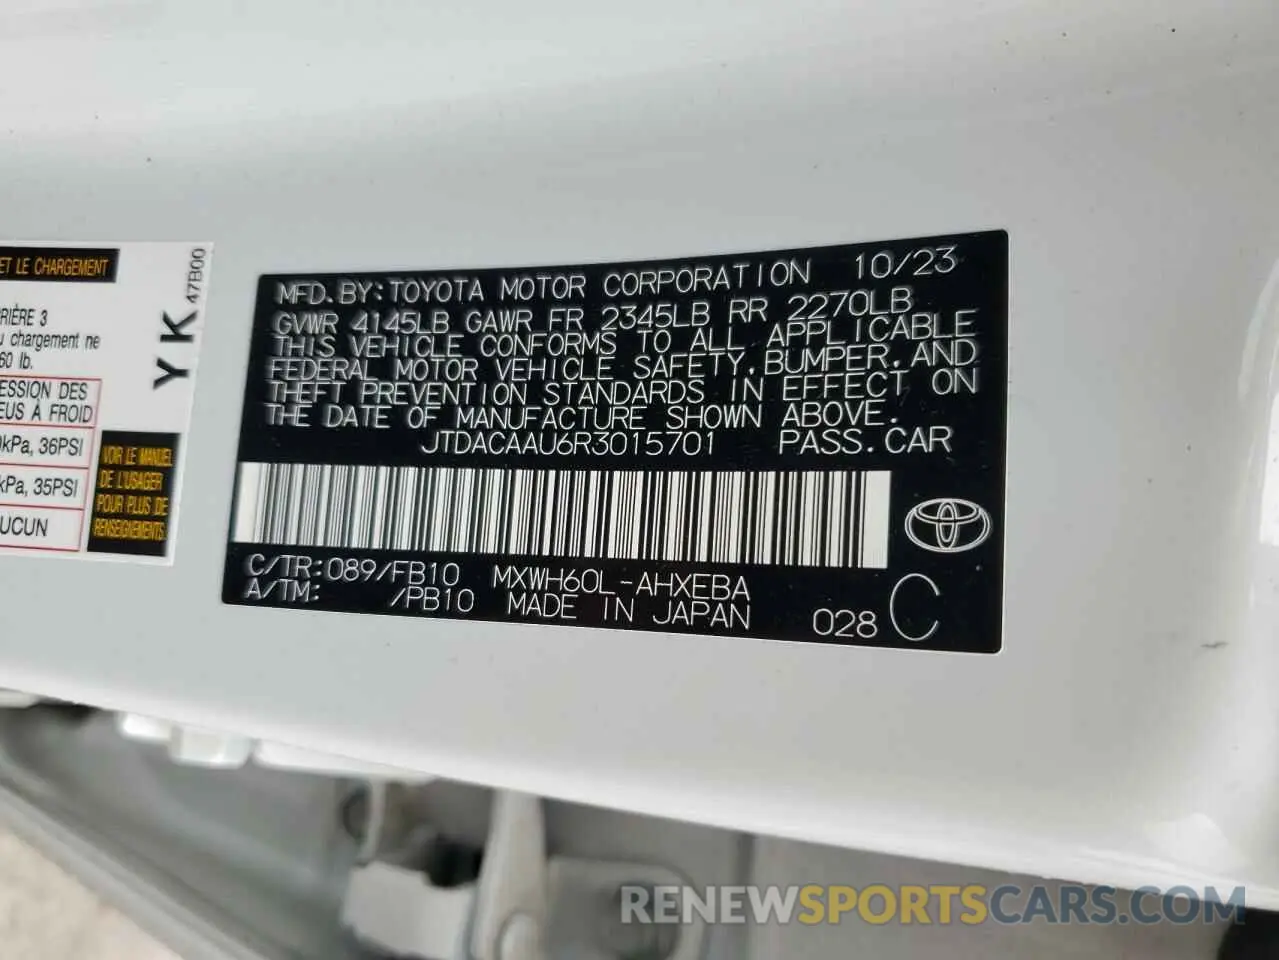 ET LE CHARGEMENT
47B00
YK
RIÈRE 3
u chargement ne
60 lb.
ESSION DES
EUS À FROID
kPa, 36PSI
kPa, 35PSI
UCUN
VOIR LE MANUEL
DE L'USAGER
POUR PLUS DE
RENSEIGNEMENTS.
MFD. BY: TOYOTA MOTOR CORPORATION 10/23
GVWR 4145LB GAWR FR 2345LB RR 2270LB
THIS VEHICLE CONFORMS TO ALL APPLICABLE
FEDERAL MOTOR VEHICLE SAFETY, BUMPER, AND
THEFT PREVENTION STANDARDS IN EFFECT ON
THE DATE OF MANUFACTURE SHOWN ABOVE.
JTDACAAU6R3015701 PASS.CAR
C/TR: 089/FB10 MXWH60L-AHXEBA
A/TM: /PB10 MADE IN JAPAN 028 C
RENEWSPORTSCARS.COM